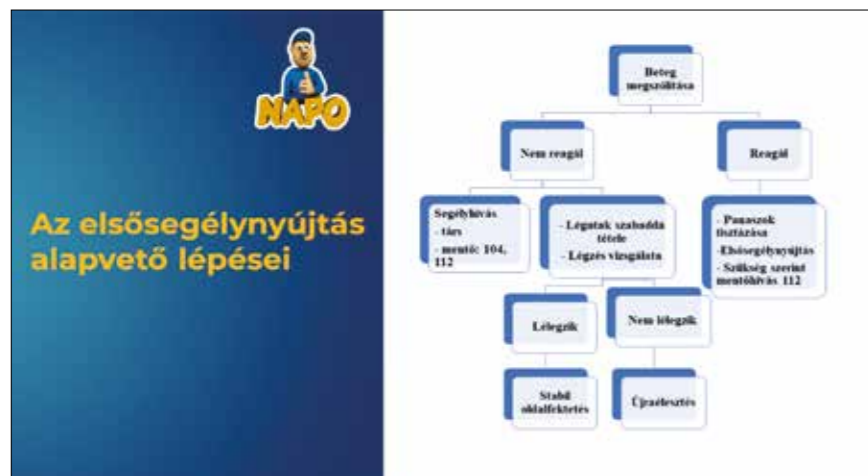 NAPO
Az elsősegélynyújtás
alapvető lépései
Beteg
megszólítása
Nem reagál
Reagál
Segélyhívás
- társ
- mentő: 104,
112
- Légutak szabaddá
tétele
- Légzés vizsgálata
- Panaszok
tisztázása
-Elsősegélynyújtás
- Szükség szerint
mentőhívás 112
Lélegzik
Nem lélegzik
Stabil
oldalfektetés
Újraélesztés